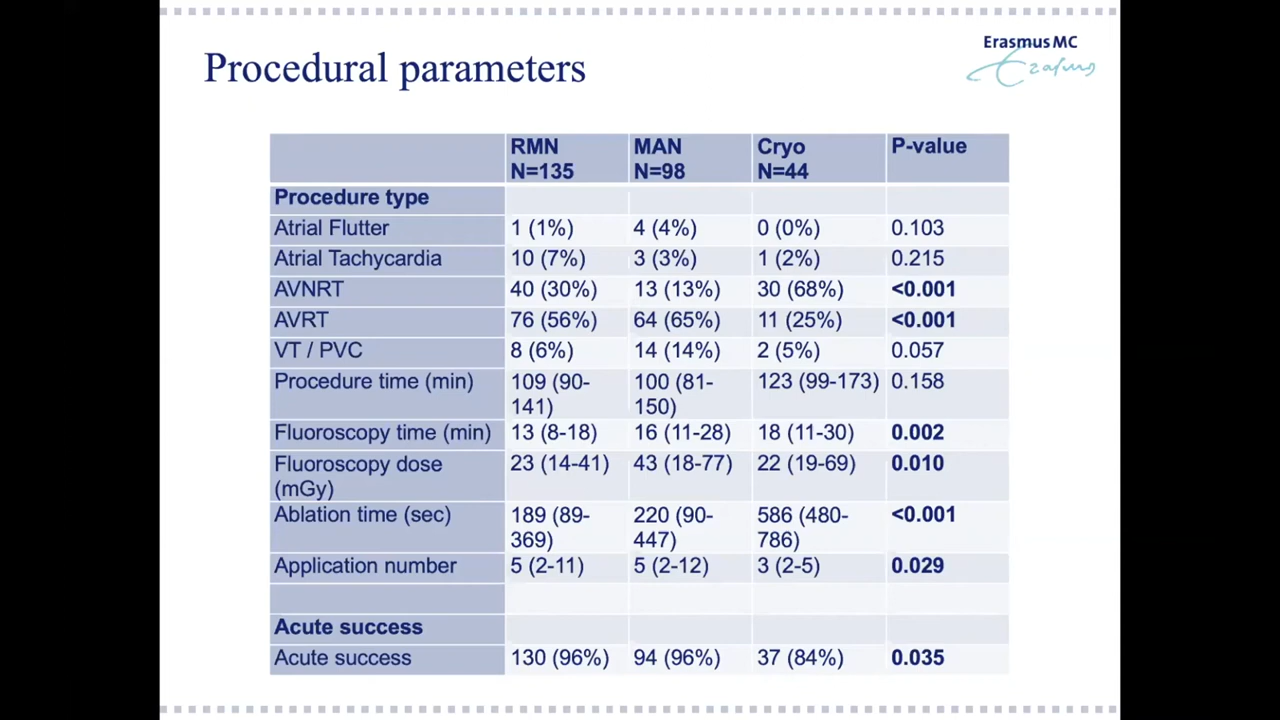 Procedural parameters
Erasmus MC
Erasmus
RMN N=135 MAN N=98 Cryo N=44 P-value
Procedure type
Atrial Flutter 1 (1%) 4 (4%) 0 (0%) 0.103
Atrial Tachycardia 10 (7%) 3 (3%) 1 (2%) 0.215
AVNRT 40 (30%) 13 (13%) 30 (68%) <0.001
AVRT 76 (56%) 64 (65%) 11 (25%) <0.001
VT / PVC 8 (6%) 14 (14%) 2 (5%) 0.057
Procedure time (min) 109 (90-141) 100 (81-150) 123 (99-173) 0.158
Fluoroscopy time (min) 13 (8-18) 16 (11-28) 18 (11-30) 0.002
Fluoroscopy dose (mGy) 23 (14-41) 43 (18-77) 22 (19-69) 0.010
Ablation time (sec) 189 (89-369) 220 (90-447) 586 (480-786) <0.001
Application number 5 (2-11) 5 (2-12) 3 (2-5) 0.029
Acute success
Acute success 130 (96%) 94 (96%) 37 (84%) 0.035